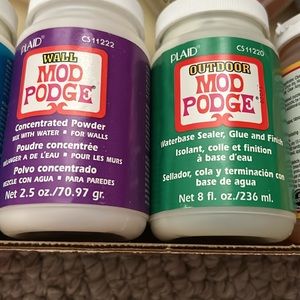 PLAID
CS11222
WALL
MOD
PODGE
Concentrated Powder
MIX WITH WATER ■ FOR WALLS
Poudre concentrée
MÉLANGER A DE L'EAU ■ POUR LES MURS
Polvo concentrado
MEZCLE CON AGUA ■ PARA PAREDES
Net 2.5 oz./70.97 gr.
PLAID
CS11220
OUTDOOR
MOD
PODGE
Waterbase Sealer, Glue and Finish
Isolant, colle et finition
à base d'eau
Sellador, cola y terminación con
base de agua
Net 8 fl. oz./236 ml.